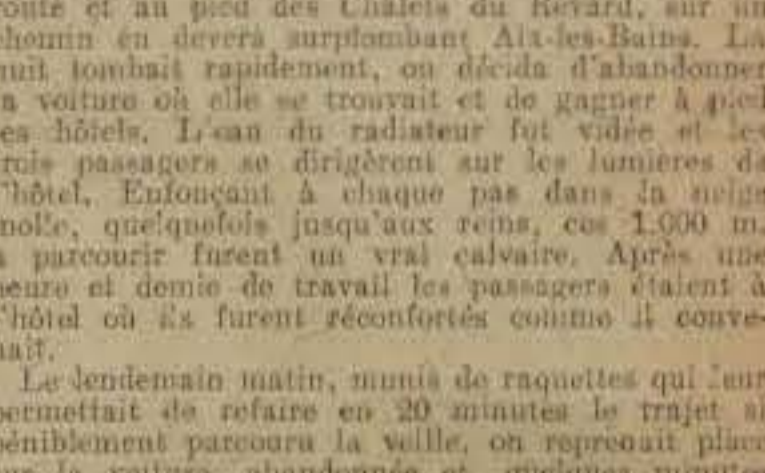 route et au pied des Chalets du Revard, sur un
chemin en devers surplombant Aix-les-Bains. La
nuit tombait rapidement, on décida d'abandonner
la voiture où elle se trouvait et de gagner à pied
les hôtels. L'eau du radiateur fut vidée et les
trois passagers se dirigèrent sur les lumières de
l'hôtel. Enfonçant à chaque pas dans la neige
molle, quelquefois jusqu'aux reins, ces 1.000 m.
à parcourir furent un vrai calvaire. Après une
heure et demie de travail les passagers étaient à
l'hôtel où ils furent réconfortés comme il conve-
nait.
Le lendemain matin, munis de raquettes qui leur
permettait de refaire en 20 minutes le trajet si
péniblement parcouru la veille, on reprenait place
la voiture abandonnée et